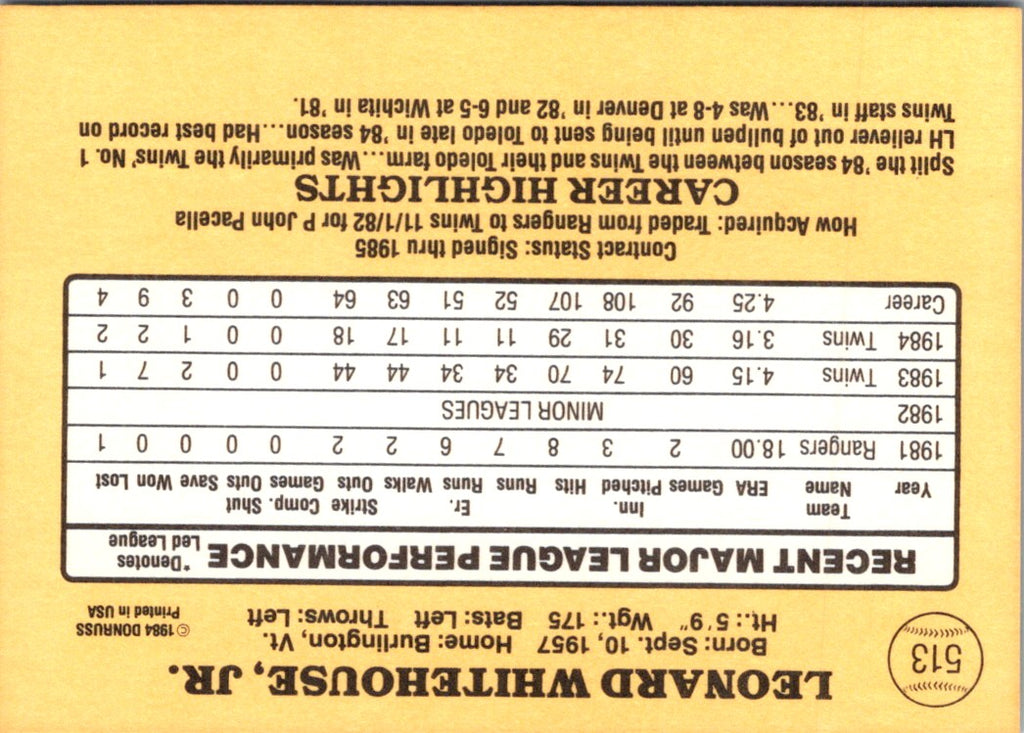 513
LEONARD WHITEHOUSE, JR.
Born: Sept. 10, 1957 Home: Burlington, Vt.
Ht.: 5'9" Wgt.: 175 Bats: Left Throws: Left
© 1984 DONRUSS
Printed in USA
RECENT MAJOR LEAGUE PERFORMANCE
*Denotes
Led League
Year Team Name ERA Games Inn. Pitched Hits Runs Er. Runs Walks Strike Outs Comp. Games Shut Outs Save Won Lost
1981 Rangers 18.00 2 3 8 7 6 2 2 0 0 0 0 1
1982 MINOR LEAGUES
1983 Twins 4.15 60 74 70 34 34 44 44 0 0 2 7 1
1984 Twins 3.16 30 31 29 11 11 17 18 0 0 1 2 2
Career 4.25 92 108 107 52 51 63 64 0 0 3 9 4
Contract Status: Signed thru 1985
How Acquired: Traded from Rangers to Twins 11/1/82 for P John Pacella
CAREER HIGHLIGHTS
Split the '84 season between the Twins and their Toledo farm...Was primarily the Twins' No. 1
LH reliever out of bullpen until being sent to Toledo late in '84 season...Had best record on
Twins staff in '83...Was 4-8 at Denver in '82 and 6-5 at Wichita in '81.